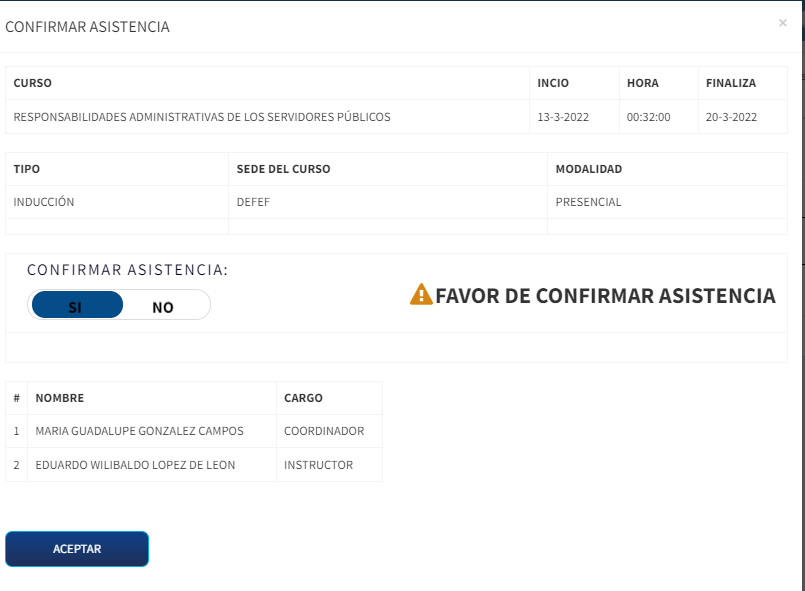 CONFIRMAR ASISTENCIA ×
CURSO INCIO HORA FINALIZA
RESPONSABILIDADES ADMINISTRATIVAS DE LOS SERVIDORES PÚBLICOS 13-3-2022 00:32:00 20-3-2022
TIPO SEDE DEL CURSO MODALIDAD
INDUCCIÓN DEFEF PRESENCIAL
CONFIRMAR ASISTENCIA:
SI NO
FAVOR DE CONFIRMAR ASISTENCIA
# NOMBRE CARGO
1 MARIA GUADALUPE GONZALEZ CAMPOS COORDINADOR
2 EDUARDO WILIBALDO LOPEZ DE LEON INSTRUCTOR
ACEPTAR